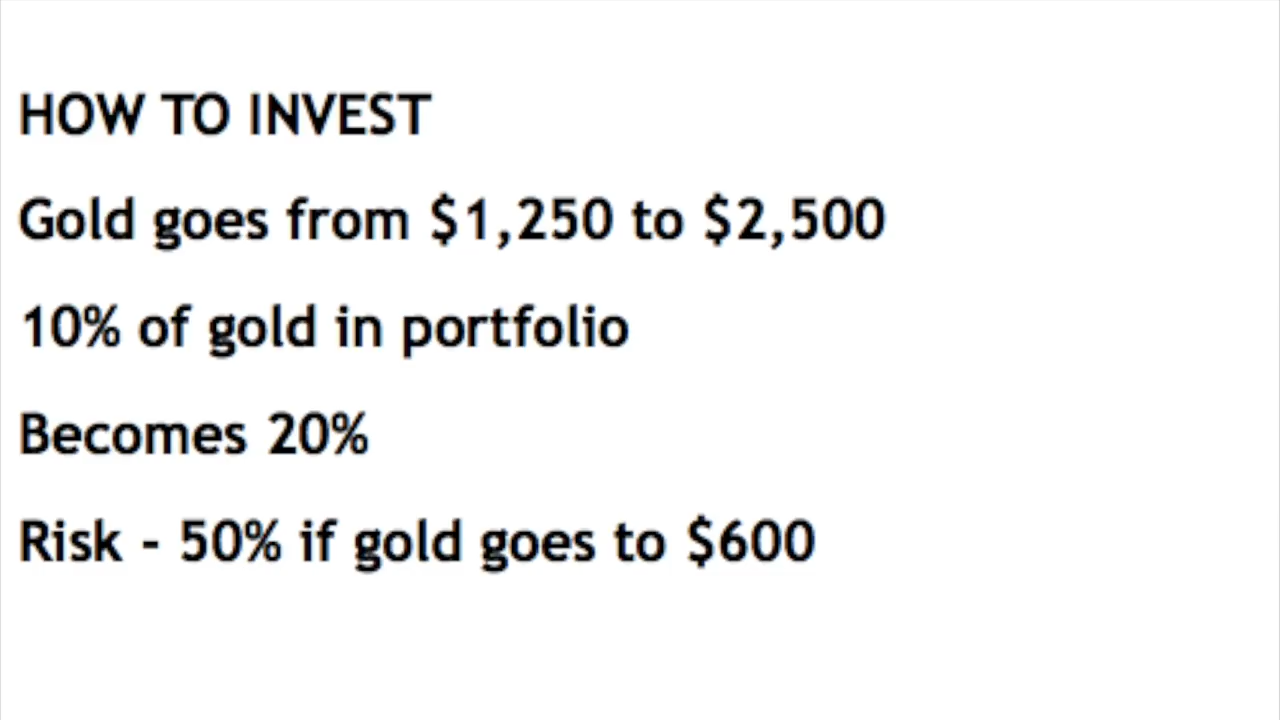 HOW TO INVEST
Gold goes from $1,250 to $2,500
10% of gold in portfolio
Becomes 20%
Risk - 50% if gold goes to $600